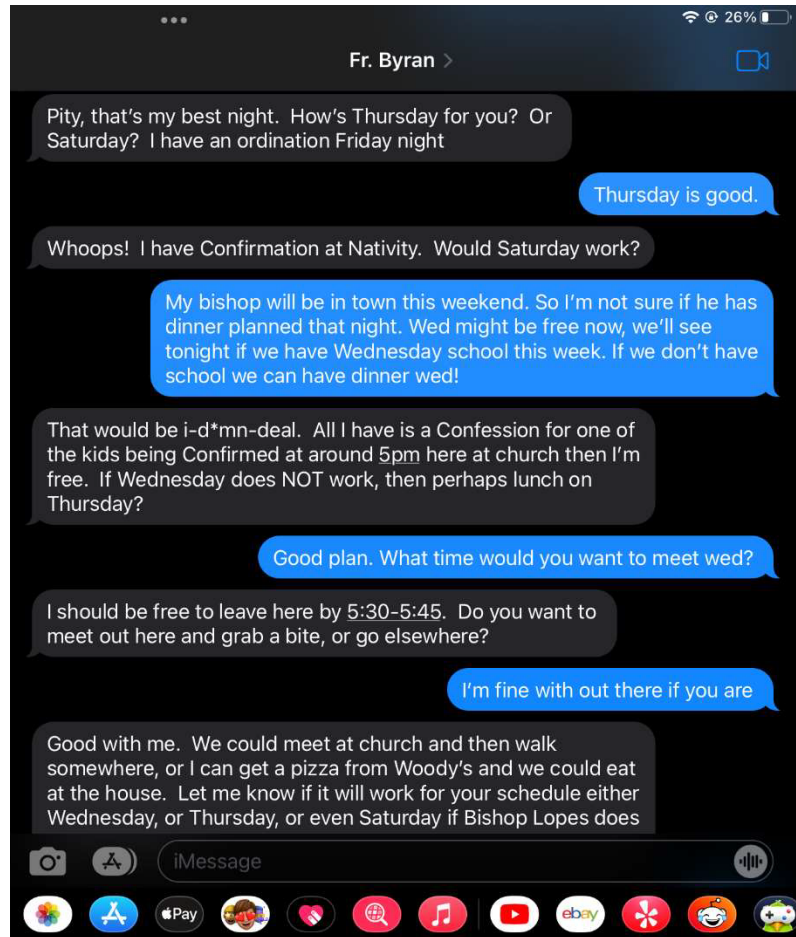 26%
Fr. Byran >
Pity, that's my best night. How's Thursday for you? Or
Saturday? I have an ordination Friday night
Thursday is good.
Whoops! I have Confirmation at Nativity. Would Saturday work?
My bishop will be in town this weekend. So I'm not sure if he has
dinner planned that night. Wed might be free now, we'll see
tonight if we have Wednesday school this week. If we don't have
school we can have dinner wed!
That would be i-d*mn-deal. All I have is a Confession for one of
the kids being Confirmed at around 5pm here at church then I'm
free. If Wednesday does NOT work, then perhaps lunch on
Thursday?
Good plan. What time would you want to meet wed?
I should be free to leave here by 5:30-5:45. Do you want to
meet out here and grab a bite, or go elsewhere?
I'm fine with out there if you are
Good with me. We could meet at church and then walk
somewhere, or I can get a pizza from Woody's and we could eat
at the house. Let me know if it will work for your schedule either
Wednesday, or Thursday, or even Saturday if Bishop Lopes does
iMessage
Pay
ebay